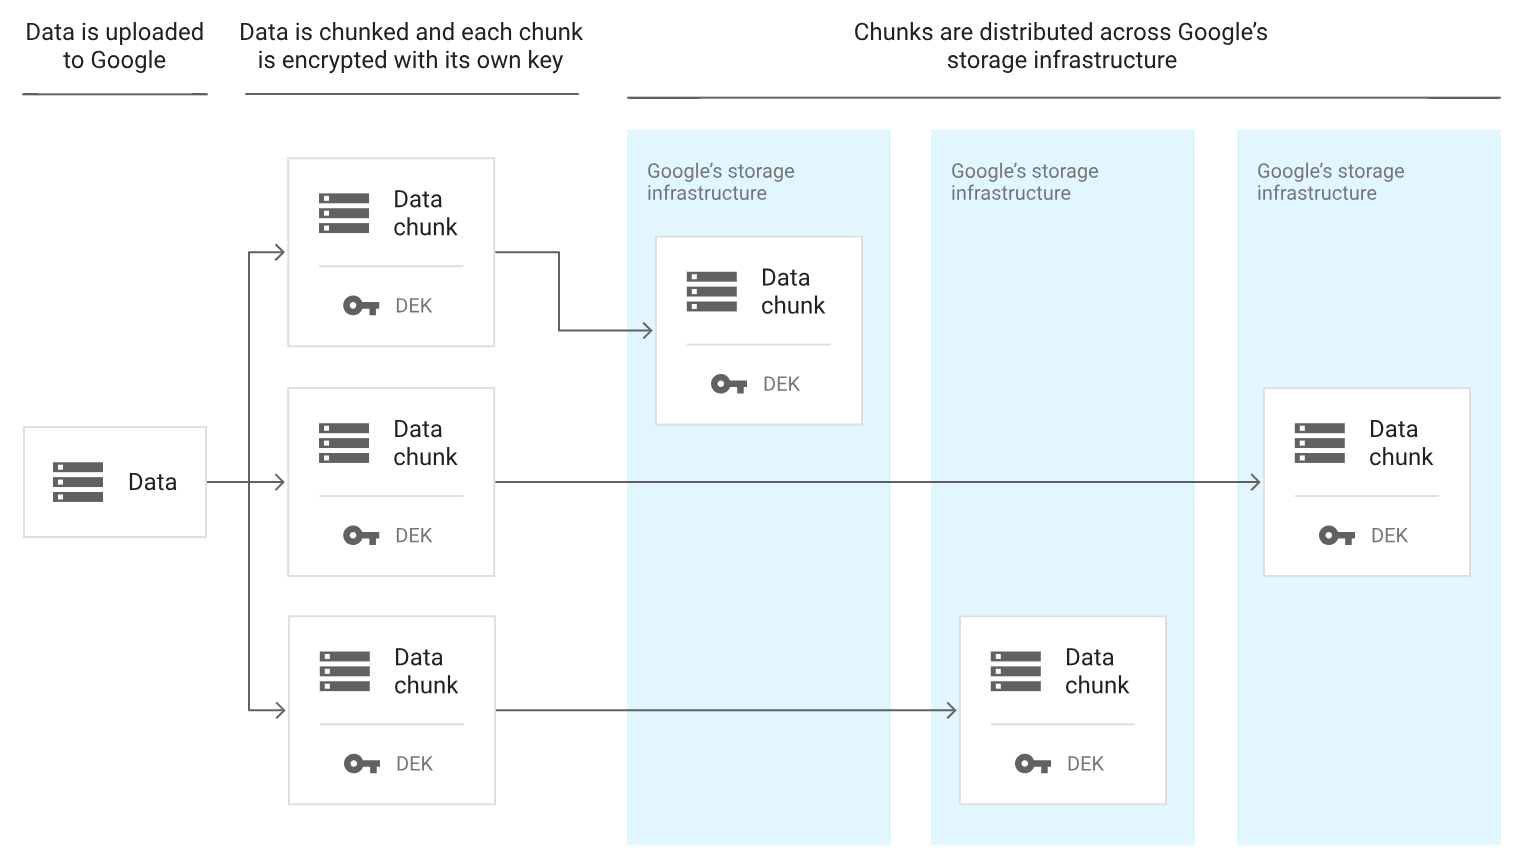 Data is uploaded
to Google
Data is chunked and each chunk
is encrypted with its own key
Chunks are distributed across Google’s
storage infrastructure
Data
Data
chunk
DEK
Data
chunk
DEK
Data
chunk
DEK
Google’s storage
infrastructure
Data
chunk
DEK
Google’s storage
infrastructure
Data
chunk
DEK
Google’s storage
infrastructure
Data
chunk
DEK